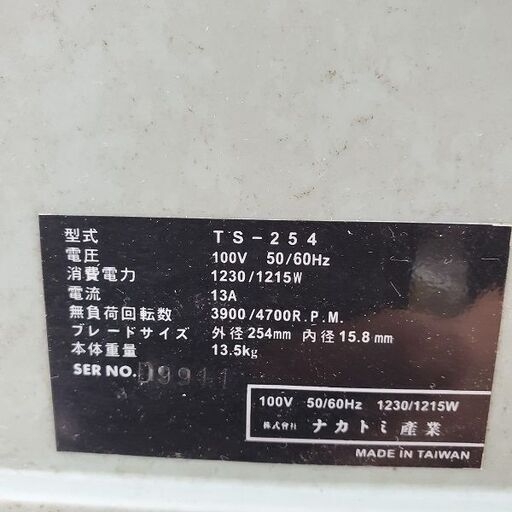 型式 TS-254
電圧 100V 50/60Hz
消費電力 1230/1215W
電流 13A
無負荷回転数 3900/4700R.P.M.
ブレードサイズ 外径254mm 内径15.8mm
本体重量 13.5kg
SER NO. 09911
100V 50/60Hz 1230/1215W
株式會社 ナカトミ産業
MADE IN TAIWAN